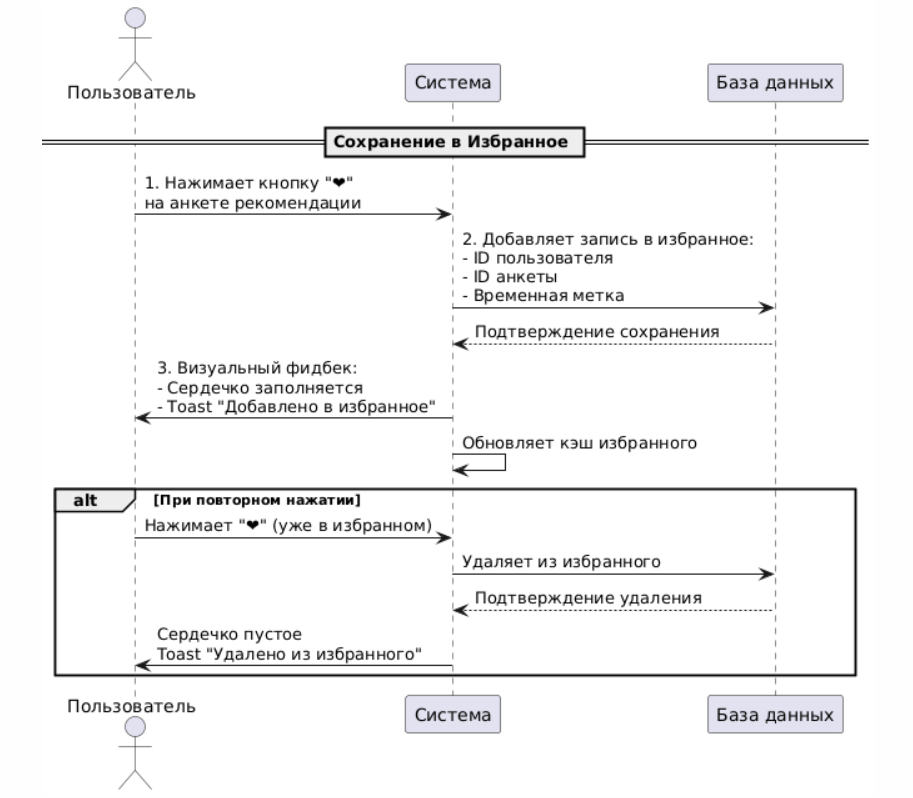 Пользователь
Система
База данных
Сохранение в Избранное
1. Нажимает кнопку "❤"
на анкете рекомендации
2. Добавляет запись в избранное:
- ID пользователя
- ID анкеты
- Временная метка
Подтверждение сохранения
3. Визуальный фидбек:
- Сердечко заполняется
- Toast "Добавлено в избранное"
Обновляет кэш избранного
alt [При повторном нажатии]
Нажимает "❤" (уже в избранном)
Удаляет из избранного
Подтверждение удаления
Сердечко пустое
Toast "Удалено из избранного"
Пользователь
Система
База данных